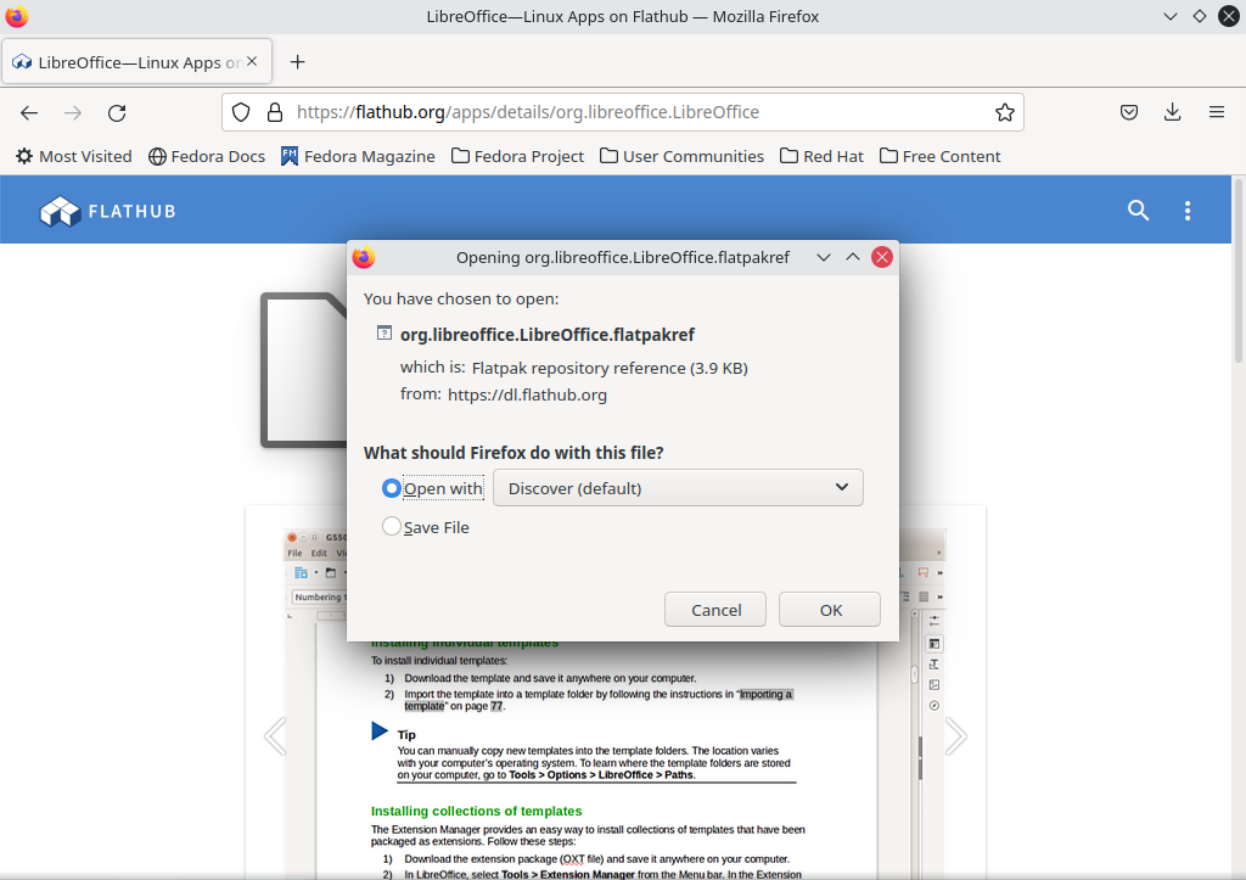 LibreOffice—Linux Apps on Flathub — Mozilla Firefox
LibreOffice—Linux Apps on
https://flathub.org/apps/details/org.libreoffice.LibreOffice
Most Visited Fedora Docs Fedora Magazine Fedora Project User Communities Red Hat Free Content
FLATHUB
Opening org.libreoffice.LibreOffice.flatpakref
You have chosen to open:
org.libreoffice.LibreOffice.flatpakref
which is: Flatpak repository reference (3.9 KB)
from: https://dl.flathub.org
What should Firefox do with this file?
Open with Discover (default)
Save File
Cancel OK
File Edit
Numbering
Installing individual templates
To install individual templates:
1) Download the template and save it anywhere on your computer.
2) Import the template into a template folder by following the instructions in “Importing a
template” on page 77.
Tip
You can manually copy new templates into the template folders. The location varies
with your computer’s operating system. To learn where the template folders are stored
on your computer, go to Tools > Options > LibreOffice > Paths.
Installing collections of templates
The Extension Manager provides an easy way to install collections of templates that have been
packaged as extensions. Follow these steps:
1) Download the extension package (OXT file) and save it anywhere on your computer.
2) In LibreOffice, select Tools > Extension Manager from the Menu bar. In the Extension